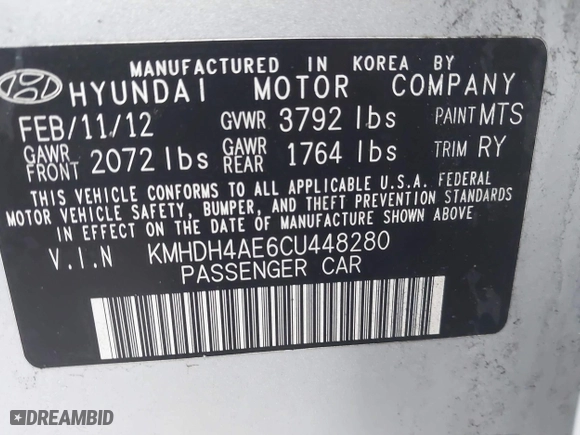 MANUFACTURED IN KOREA BY
HYUNDAI MOTOR COMPANY
FEB/11/12 GVWR 3792 lbs PAINT MTS
GAWR FRONT 2072 lbs GAWR REAR 1764 lbs TRIM RY
THIS VEHICLE CONFORMS TO ALL APPLICABLE U.S.A. FEDERAL
MOTOR VEHICLE SAFETY, BUMPER, AND THEFT PREVENTION STANDARDS
IN EFFECT ON THE DATE OF MANUFACTURE SHOWN ABOVE
V.I.N KMHDH4AE6CU448280
PASSENGER CAR
DREAMBID